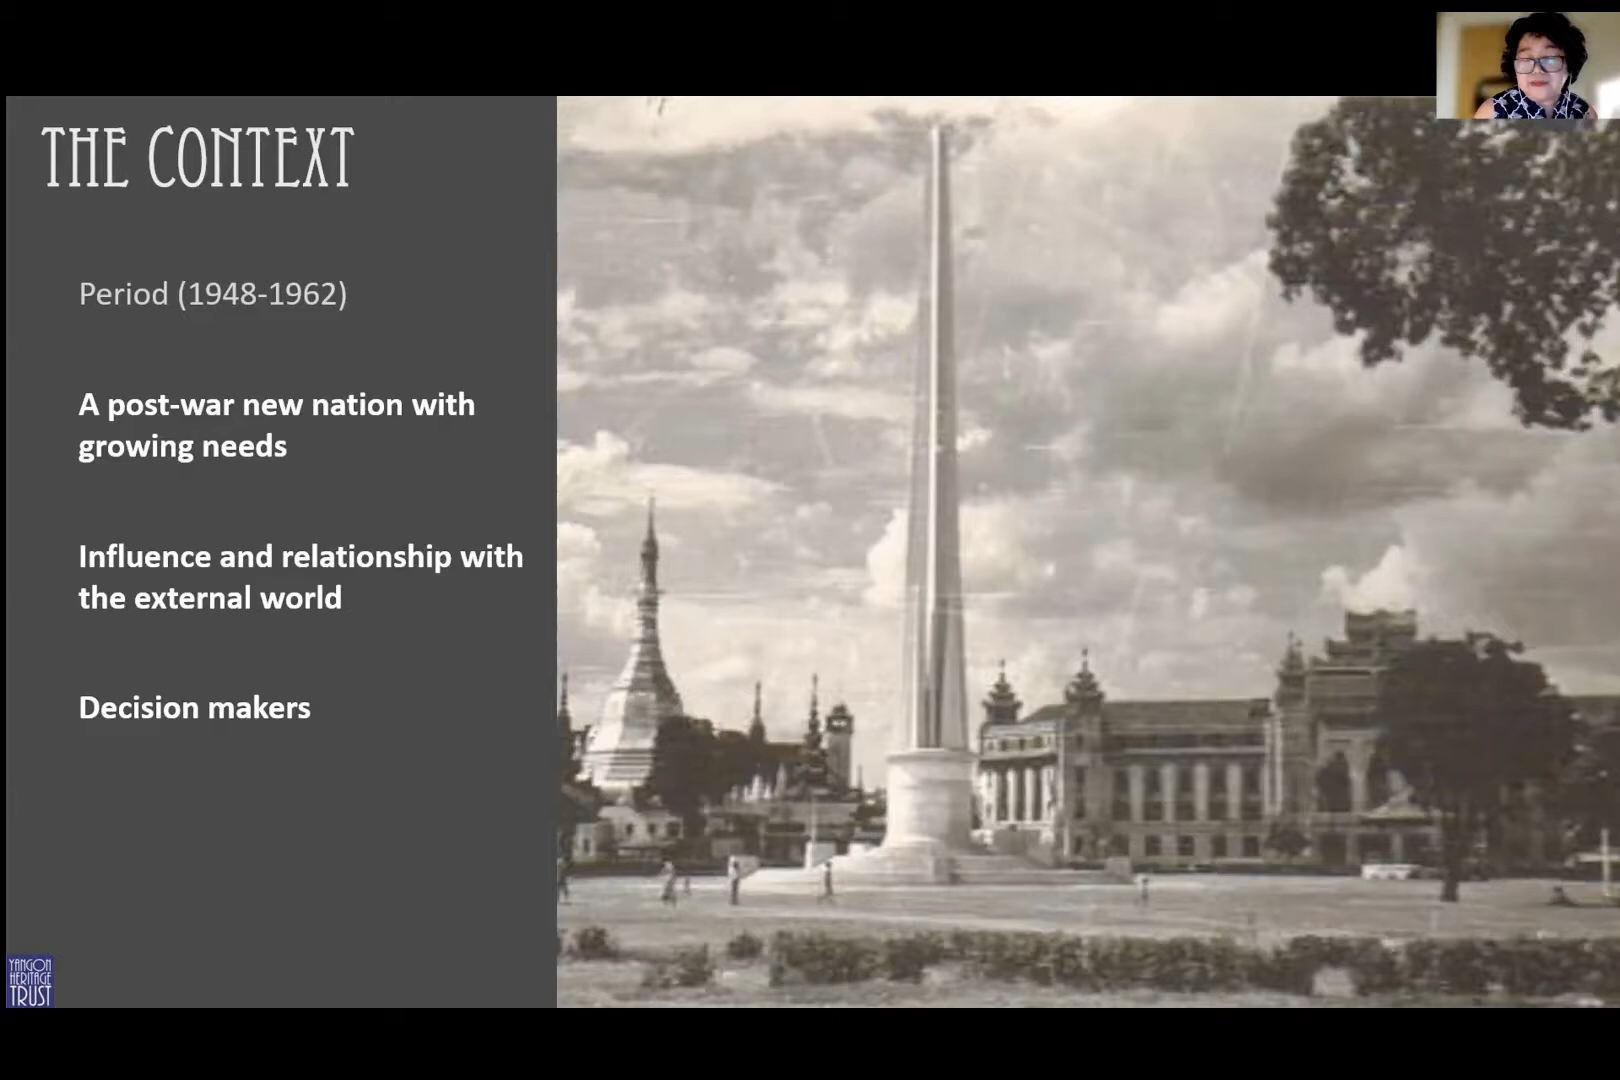 THE CONTEXT
Period (1948-1962)
A post-war new nation with
growing needs
Influence and relationship with
the external world
Decision makers
YANGON
HERITAGE
TRUST